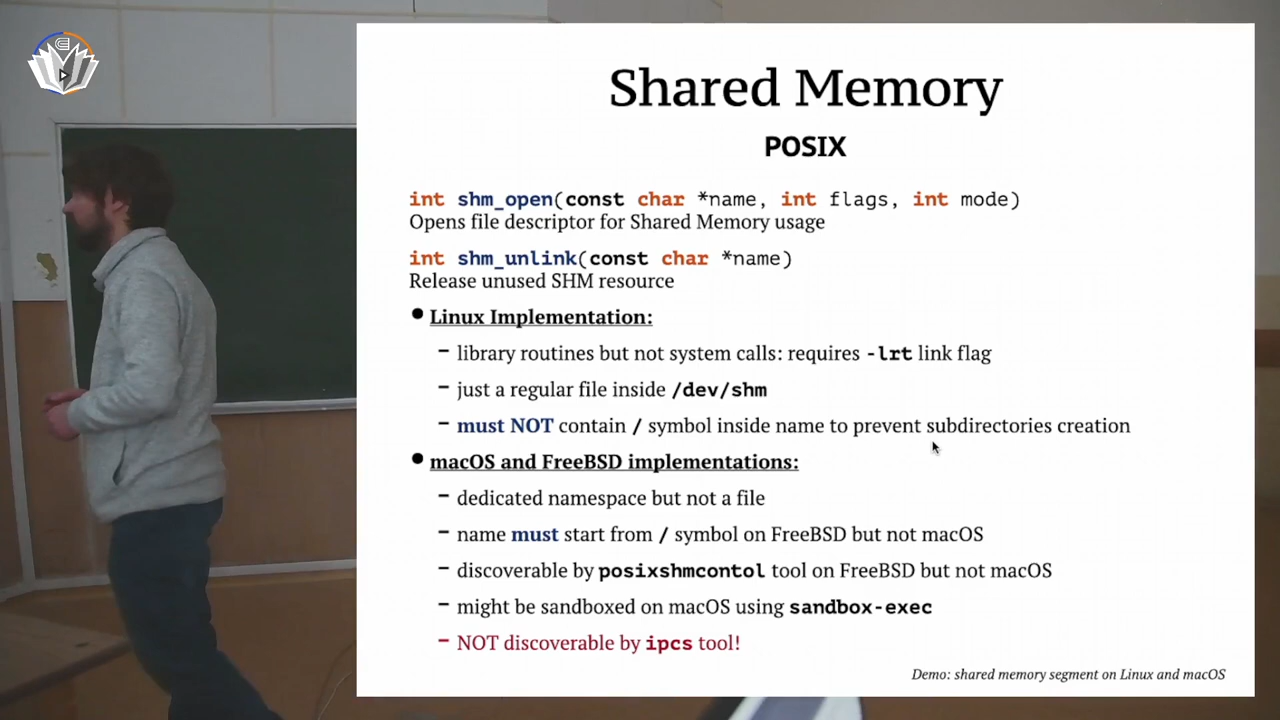 Shared Memory
POSIX
int shm_open(const char *name, int flags, int mode)
Opens file descriptor for Shared Memory usage
int shm_unlink(const char *name)
Release unused SHM resource
• Linux Implementation:
– library routines but not system calls: requires -lrt link flag
– just a regular file inside /dev/shm
– must NOT contain / symbol inside name to prevent subdirectories creation
• macOS and FreeBSD implementations:
– dedicated namespace but not a file
– name must start from / symbol on FreeBSD but not macOS
– discoverable by posixshmcontol tool on FreeBSD but not macOS
– might be sandboxed on macOS using sandbox-exec
– NOT discoverable by ipcs tool!
Demo: shared memory segment on Linux and macOS